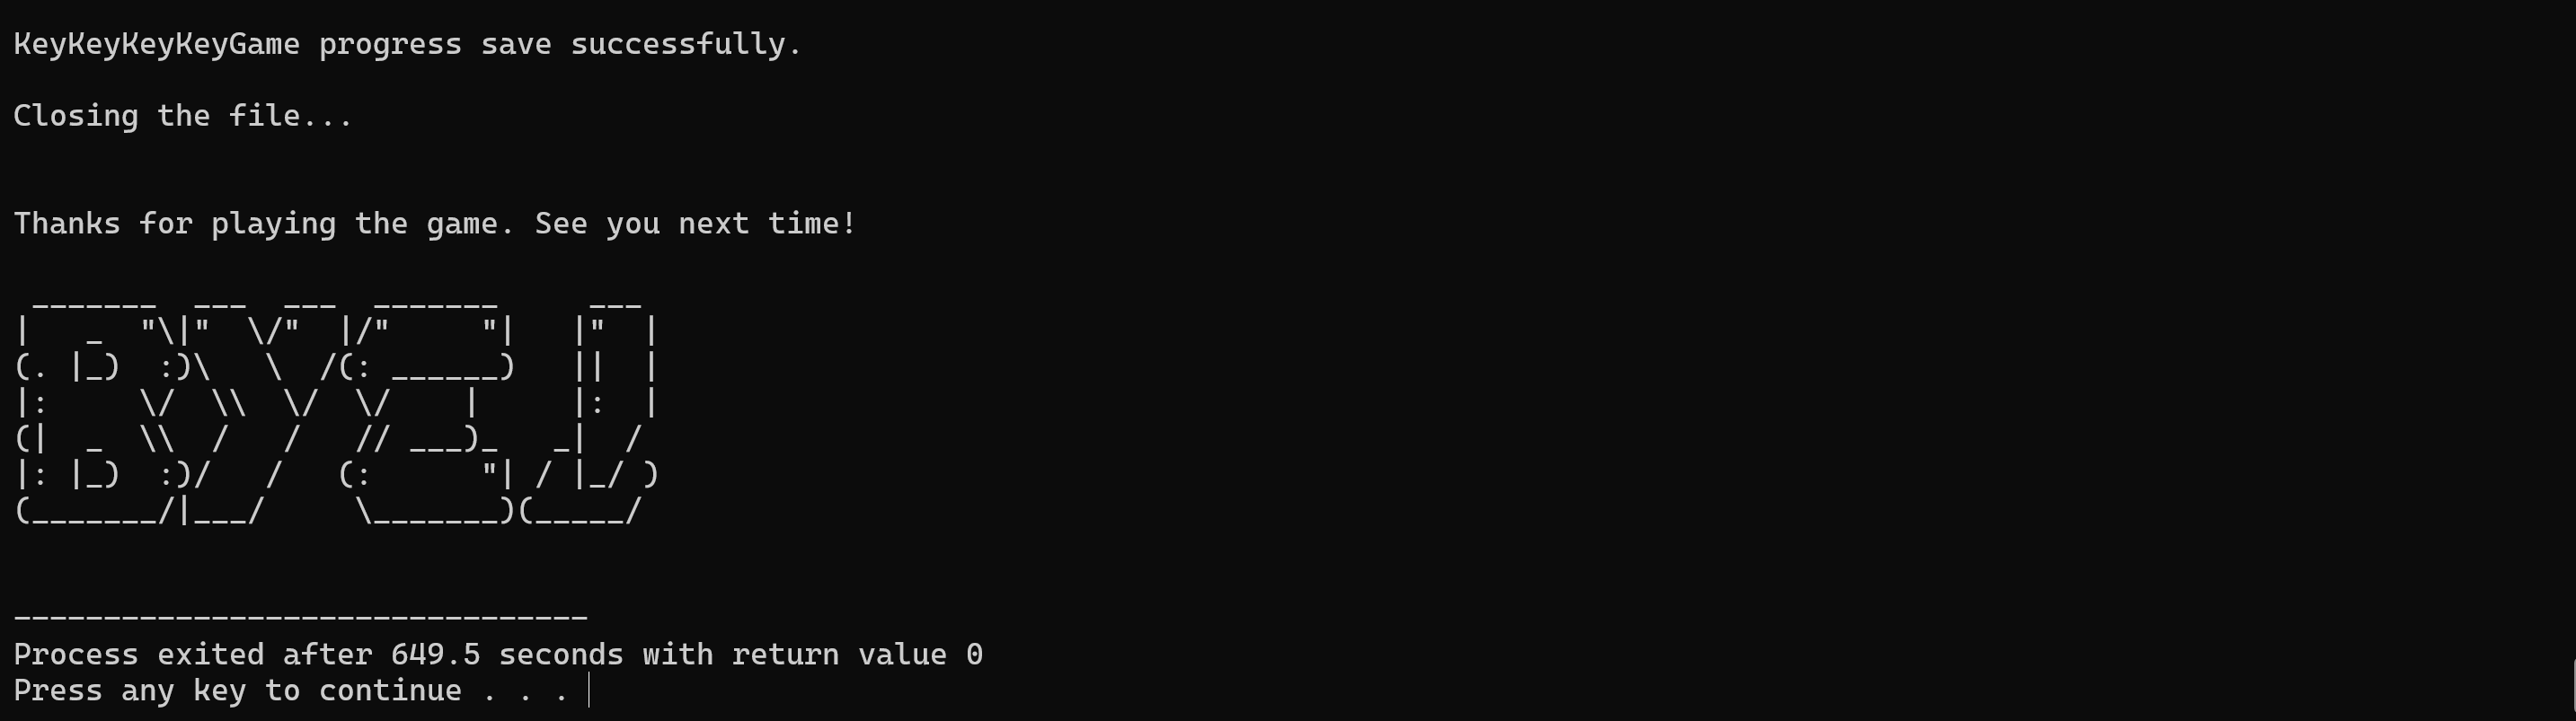 KeyKeyKeyKeyGame progress save successfully.
Closing the file...
Thanks for playing the game. See you next time!
 _______  ___  ___  _______     ___
|   _  "\|"  \/"  |/"     "|   |"  |
(. |_)  :)\   \  /(: ______)   ||  |
|:     \/  \\  \/  \/    |     |:  |
(|  _  \\  /   /   // ___)_   _|  /
|: |_)  :)/   /   (:      "| / |_/ )
(_______/|___/     \_______)(_____/
--------------------------------
Process exited after 649.5 seconds with return value 0
Press any key to continue . . .